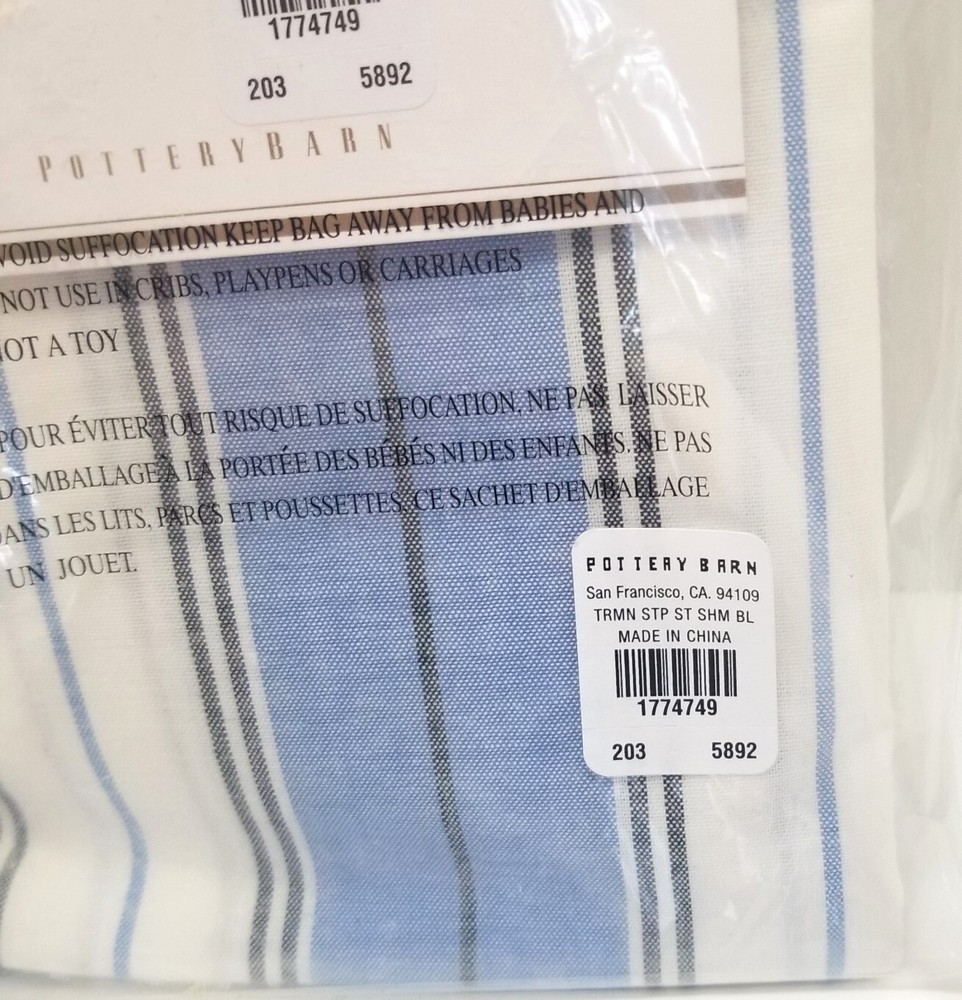 1774749
203 5892
POTTERY BARN
VOID SUFFOCATION KEEP BAG AWAY FROM BABIES AND
NOT USE IN CRIBS, PLAYPENS OR CARRIAGES
NOT A TOY
POUR ÉVITER TOUT RISQUE DE SUFFOCATION, NE PAS LAISSER
D'EMBALLAGE À LA PORTÉE DES BÉBÉS NI DES ENFANTS. NE PAS
DANS LES LITS, PARCS ET POUSSETTES, CE SACHET D'EMBALLAGE
UN JOUET.
POTTERY BARN
San Francisco, CA. 94109
TRMN STP ST SHM BL
MADE IN CHINA
1774749
203 5892